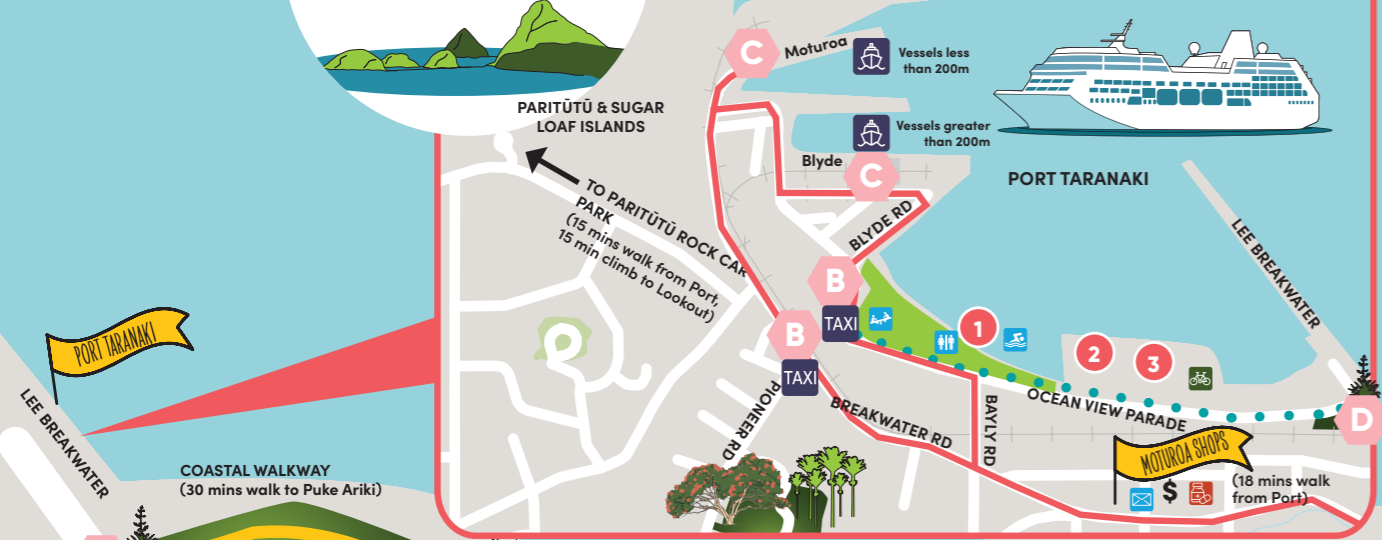 PARITŪTŪ & SUGAR
LOAF ISLANDS
C
Moturoa
Vessels less
than 200m
Vessels greater
than 200m
Blyde
C
PORT TARANAKI
TO PARITŪTŪ ROCK CAR
PARK
(15 mins walk from Port,
15 min climb to Lookout)
BLYDE RD
LEE BREAKWATER
B
TAXI
B
TAXI
1
2
3
D
PORT TARANAKI
LEE BREAKWATER
PIONEER RD
BREAKWATER RD
BAYLY RD
OCEAN VIEW PARADE
MOTUROA SHOPS
$
(18 mins walk
from Port)
COASTAL WALKWAY
(30 mins walk to Puke Ariki)